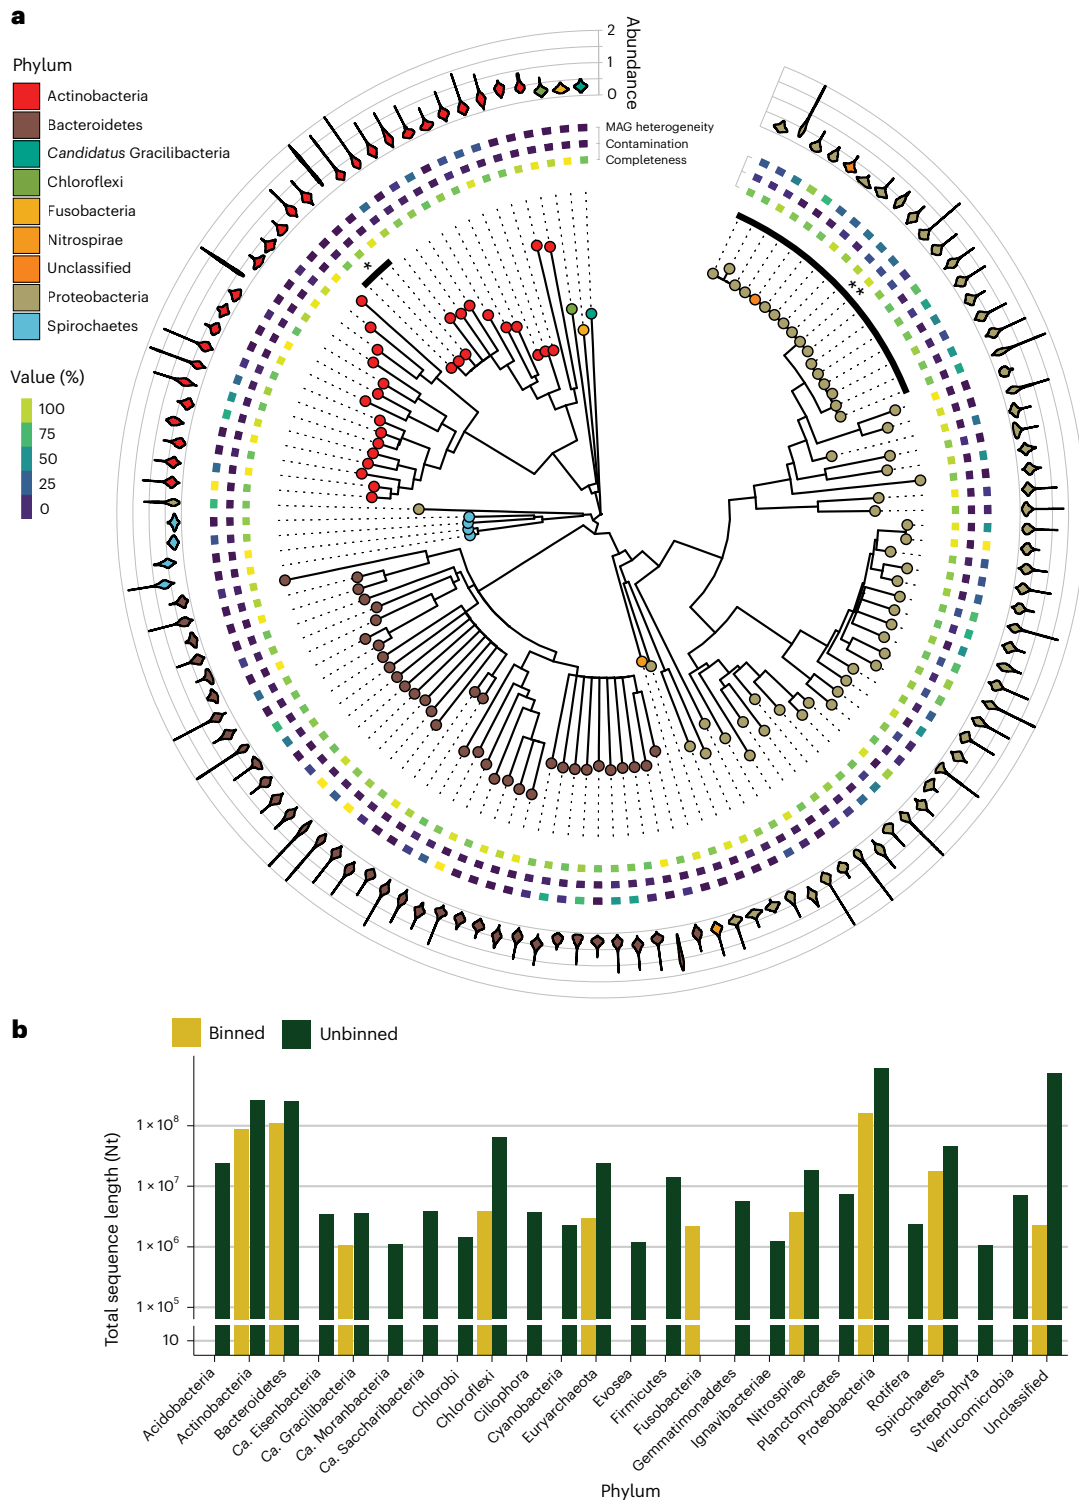 a
Phylum
Actinobacteria
Bacteroidetes
Candidatus Gracilibacteria
Chloroflexi
Fusobacteria
Nitrospirae
Unclassified
Proteobacteria
Spirochaetes
Value (%)
100
75
50
25
0
2
1
0
Abundance
MAG heterogeneity
Contamination
Completeness
*
**
b
Binned
Unbinned
Total sequence length (Nt)
1 × 10⁸
1 × 10⁷
1 × 10⁶
1 × 10⁵
10
Acidobacteria
Actinobacteria
Bacteroidetes
Ca. Eisenbacteria
Ca. Gracilibacteria
Ca. Moranbacteria
Ca. Saccharibacteria
Chlorobi
Chloroflexi
Ciliophora
Cyanobacteria
Euryarchaeota
Evosea
Firmicutes
Fusobacteria
Gemmatimonadetes
Ignavibacteriae
Nitrospirae
Planctomycetes
Proteobacteria
Rotifera
Spirochaetes
Streptophyta
Verrucomicrobia
Unclassified
Phylum